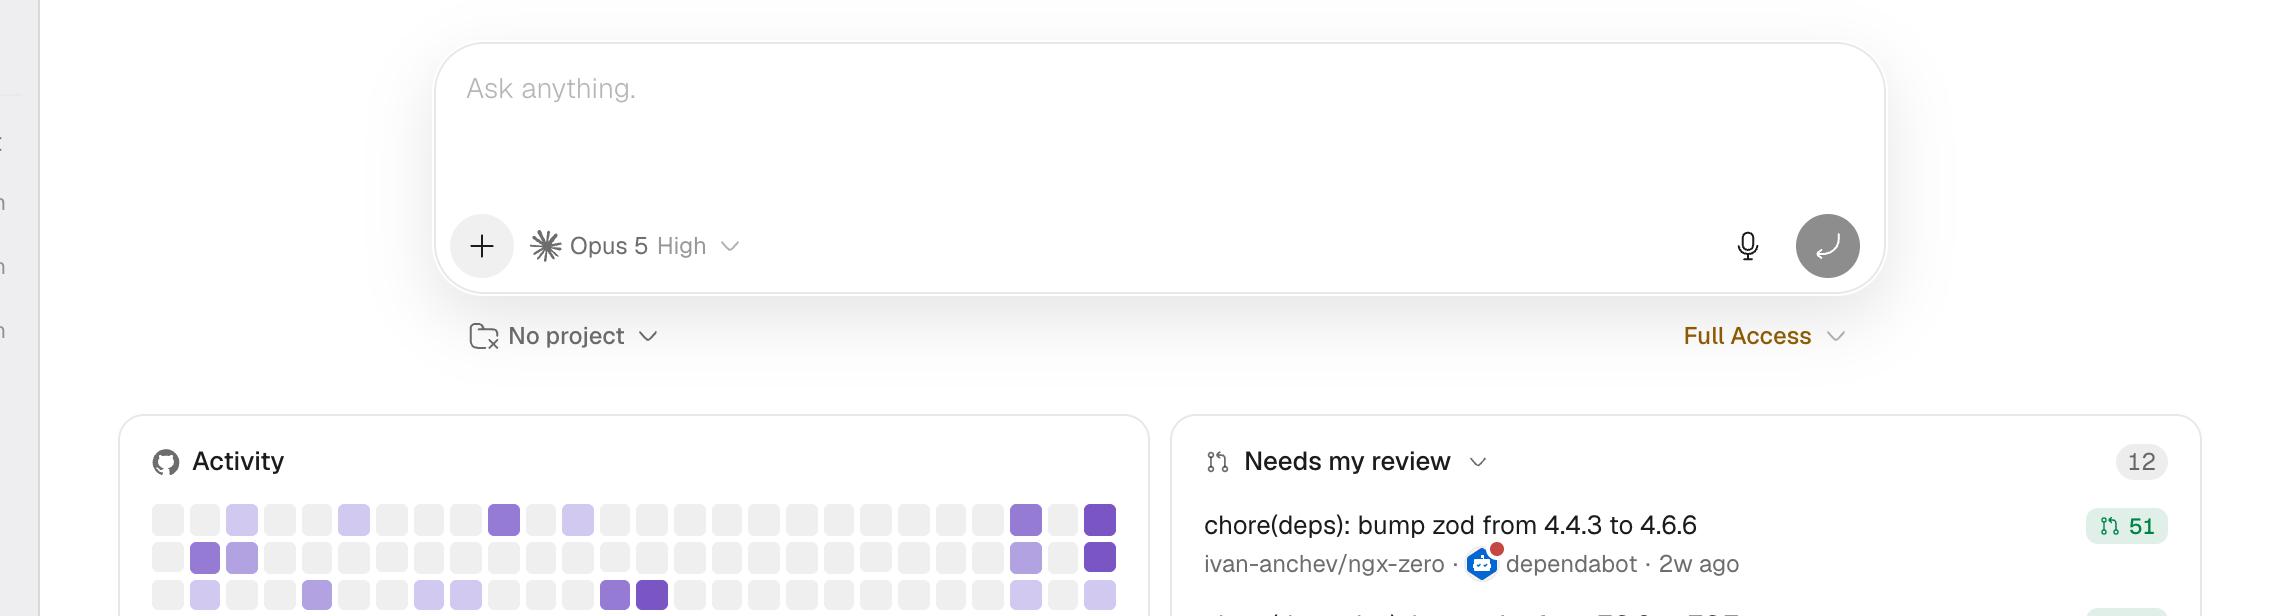 Ask anything.
Opus 5 High
No project
Full Access
Activity
Needs my review
12
chore(deps): bump zod from 4.4.3 to 4.6.6
51
ivan-anchev/ngx-zero · dependabot · 2w ago